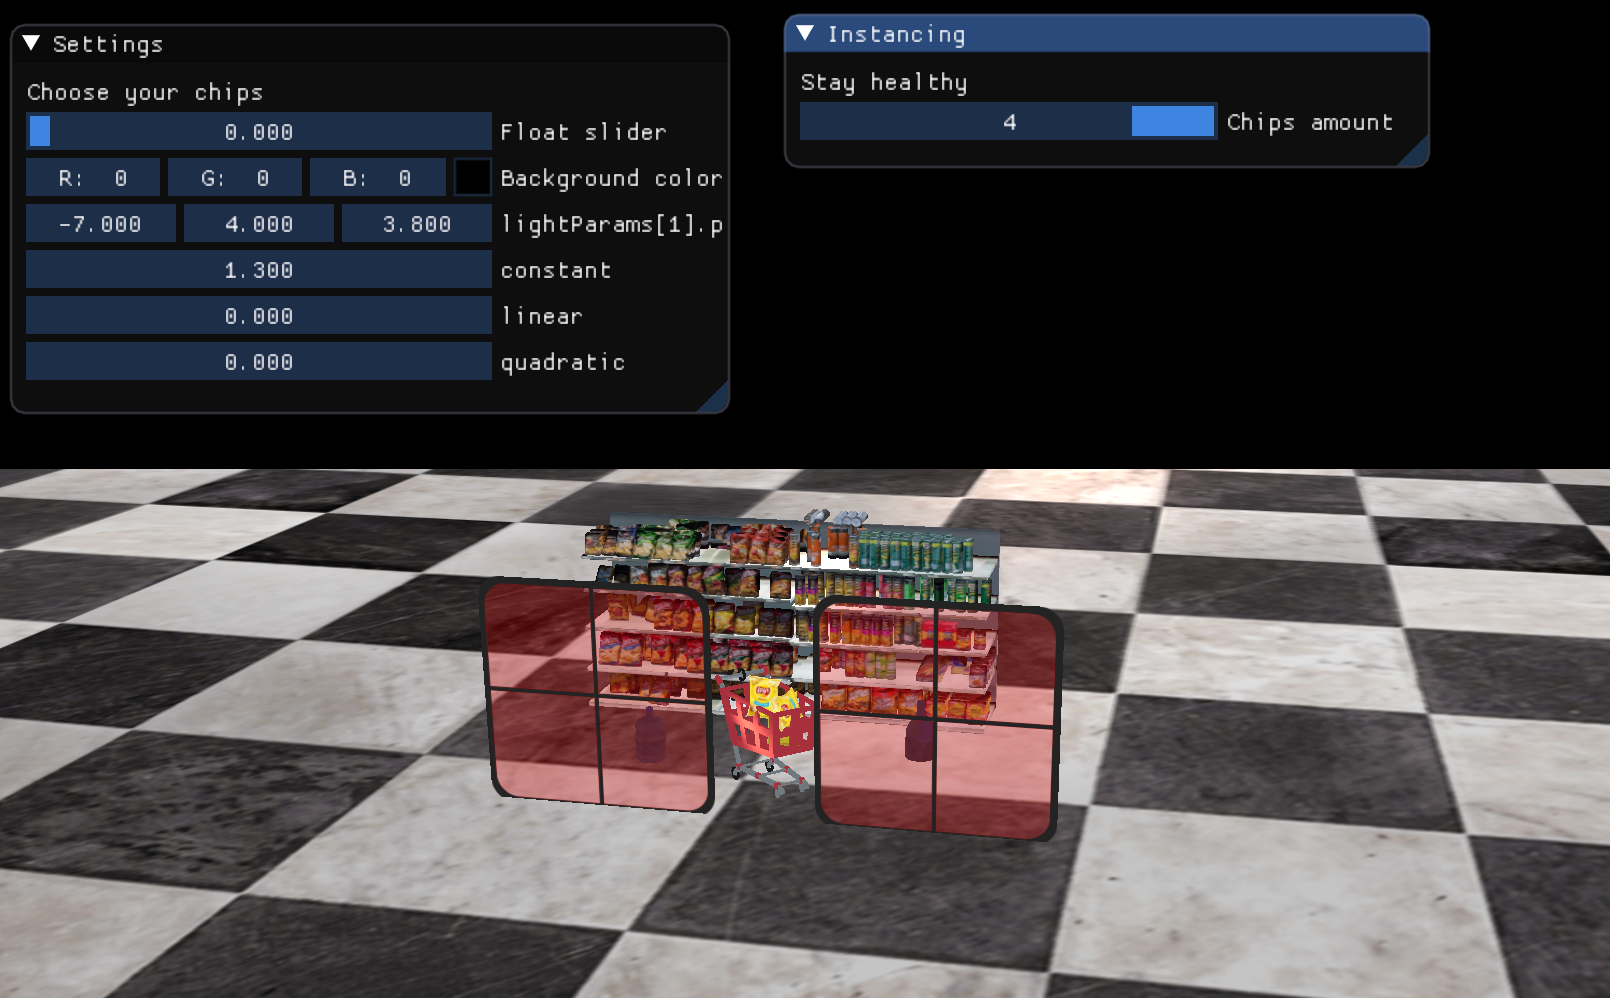 Settings
Choose your chips
0.000 Float slider
R: 0 G: 0 B: 0 Background color
-7.000 4.000 3.800 lightParams[1].p
1.300 constant
0.000 linear
0.000 quadratic
Instancing
Stay healthy
4 Chips amount